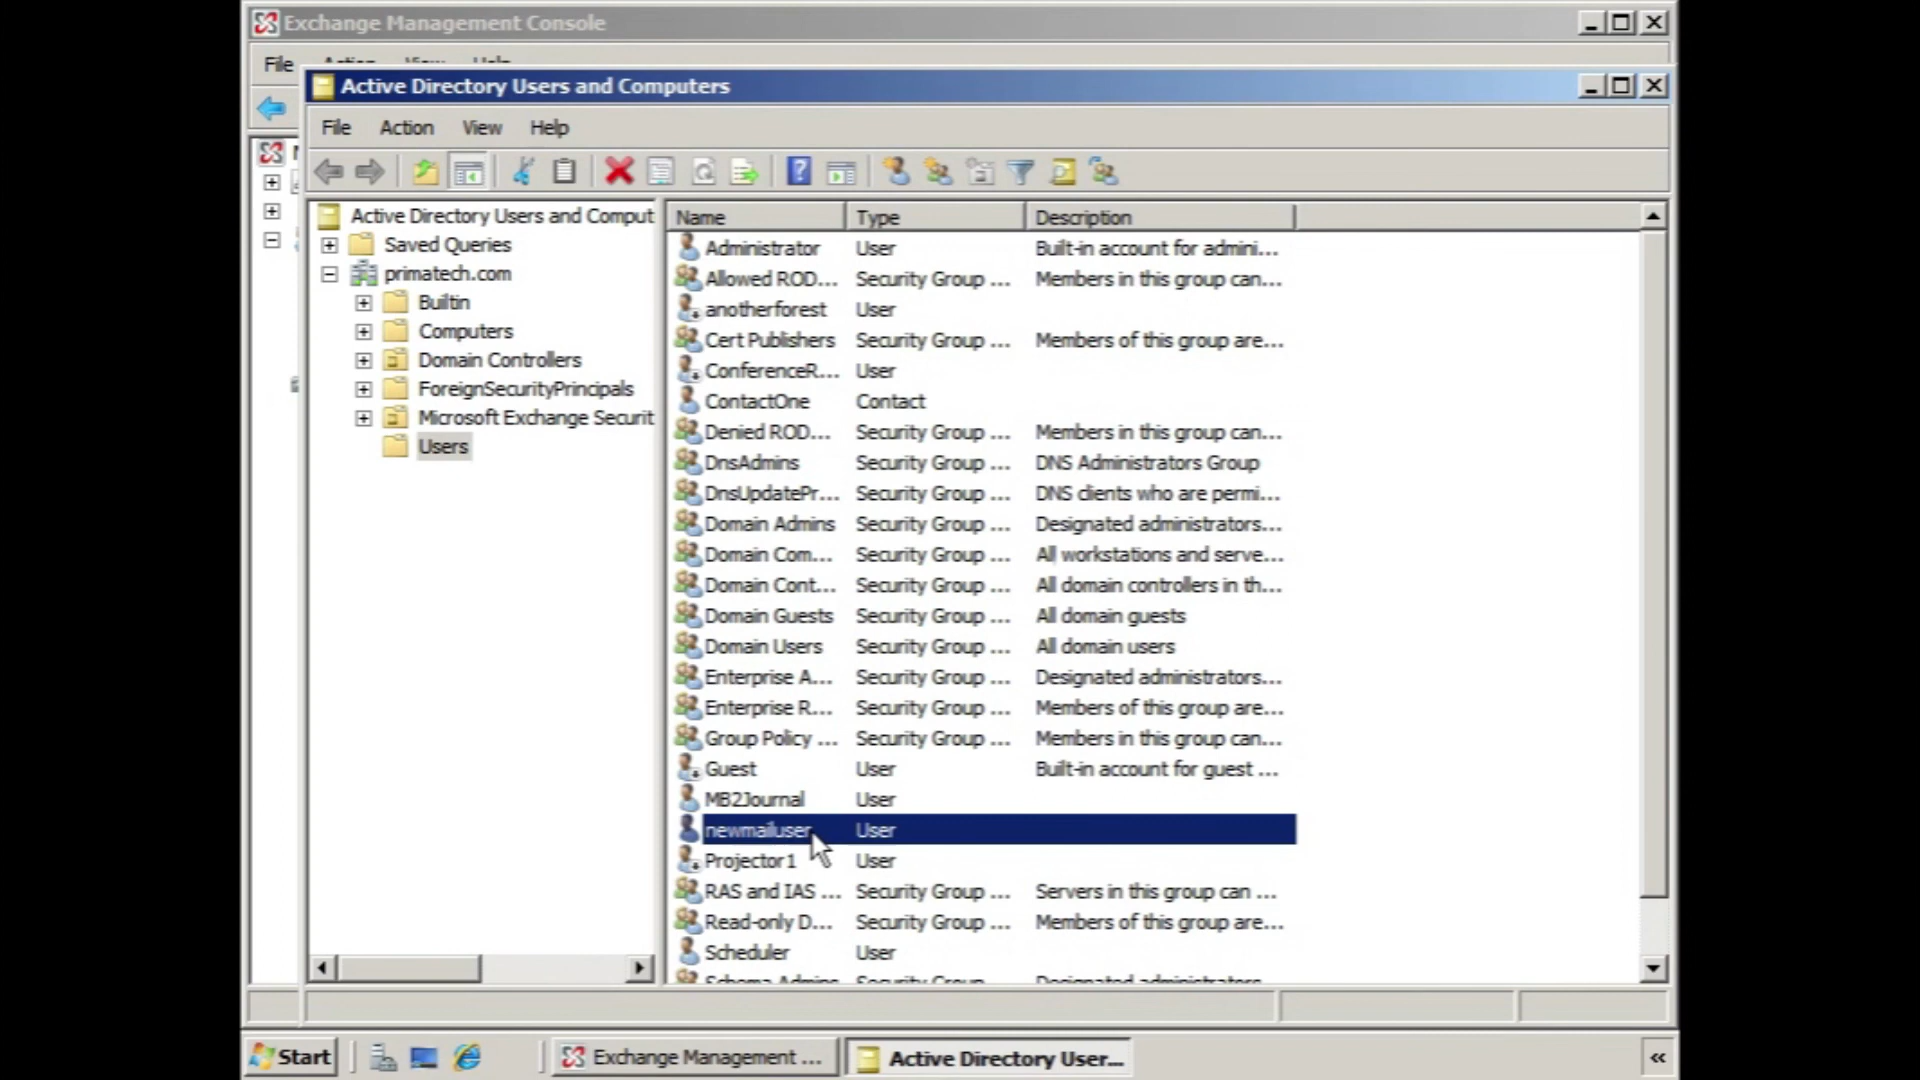 Exchange Management Console
File Action View Help
Active Directory Users and Computers
File Action View Help
Active Directory Users and Comput
Saved Queries
primatech.com
Builtin
Computers
Domain Controllers
ForeignSecurityPrincipals
Microsoft Exchange Securit
Users
Name Type Description
Administrator User Built-in account for admini...
Allowed ROD... Security Group ... Members in this group can...
anotherforest User
Cert Publishers Security Group ... Members of this group are...
ConferenceR... User
ContactOne Contact
Denied ROD... Security Group ... Members in this group can...
DnsAdmins Security Group ... DNS Administrators Group
DnsUpdatePr... Security Group ... DNS clients who are permi...
Domain Admins Security Group ... Designated administrators...
Domain Com... Security Group ... All workstations and serve...
Domain Cont... Security Group ... All domain controllers in th...
Domain Guests Security Group ... All domain guests
Domain Users Security Group ... All domain users
Enterprise A... Security Group ... Designated administrators...
Enterprise R... Security Group ... Members of this group are...
Group Policy ... Security Group ... Members in this group can...
Guest User Built-in account for guest ...
MB2Journal User
newmailuser User
Projector1 User
RAS and IAS ... Security Group ... Servers in this group can ...
Read-only D... Security Group ... Members of this group are...
Scheduler User
Schema Admins Security Group Designated administrators
Start Exchange Management ... Active Directory User... «